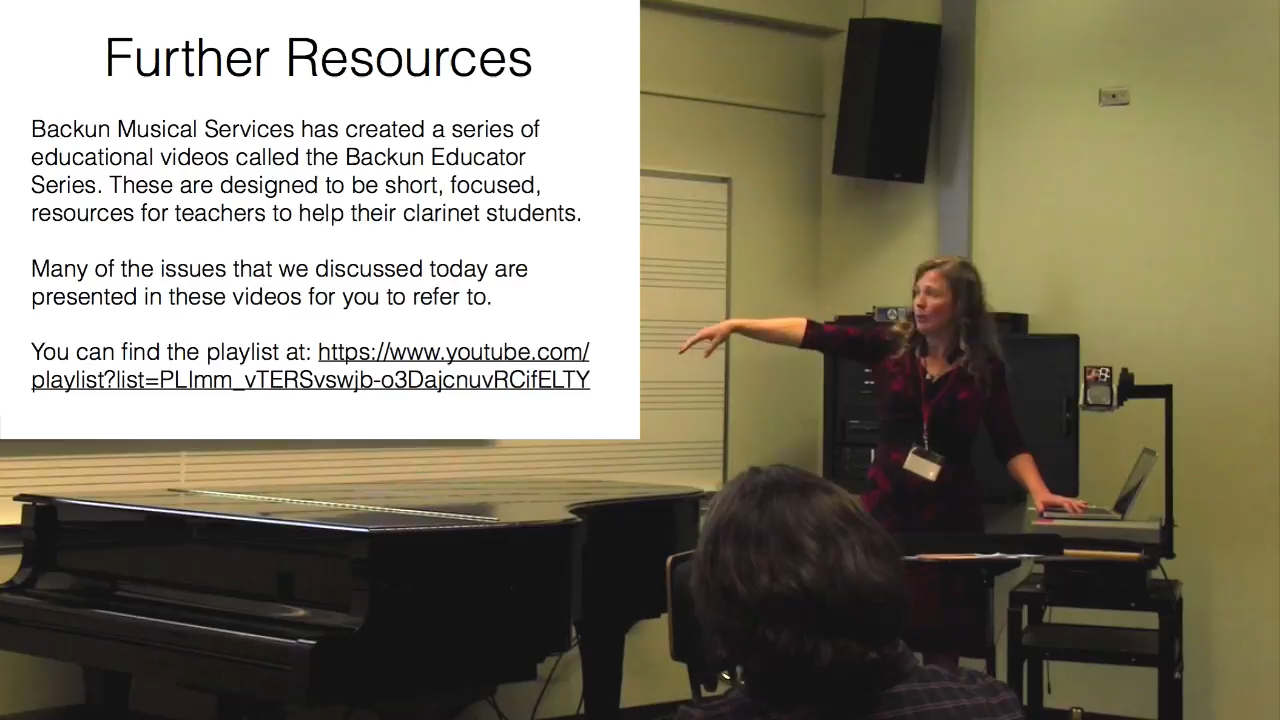 Further Resources
Backun Musical Services has created a series of
educational videos called the Backun Educator
Series. These are designed to be short, focused,
resources for teachers to help their clarinet students.
Many of the issues that we discussed today are
presented in these videos for you to refer to.
You can find the playlist at: https://www.youtube.com/
playlist?list=PLImm_vTERSvswjb-o3DajcnuvRCifELTY